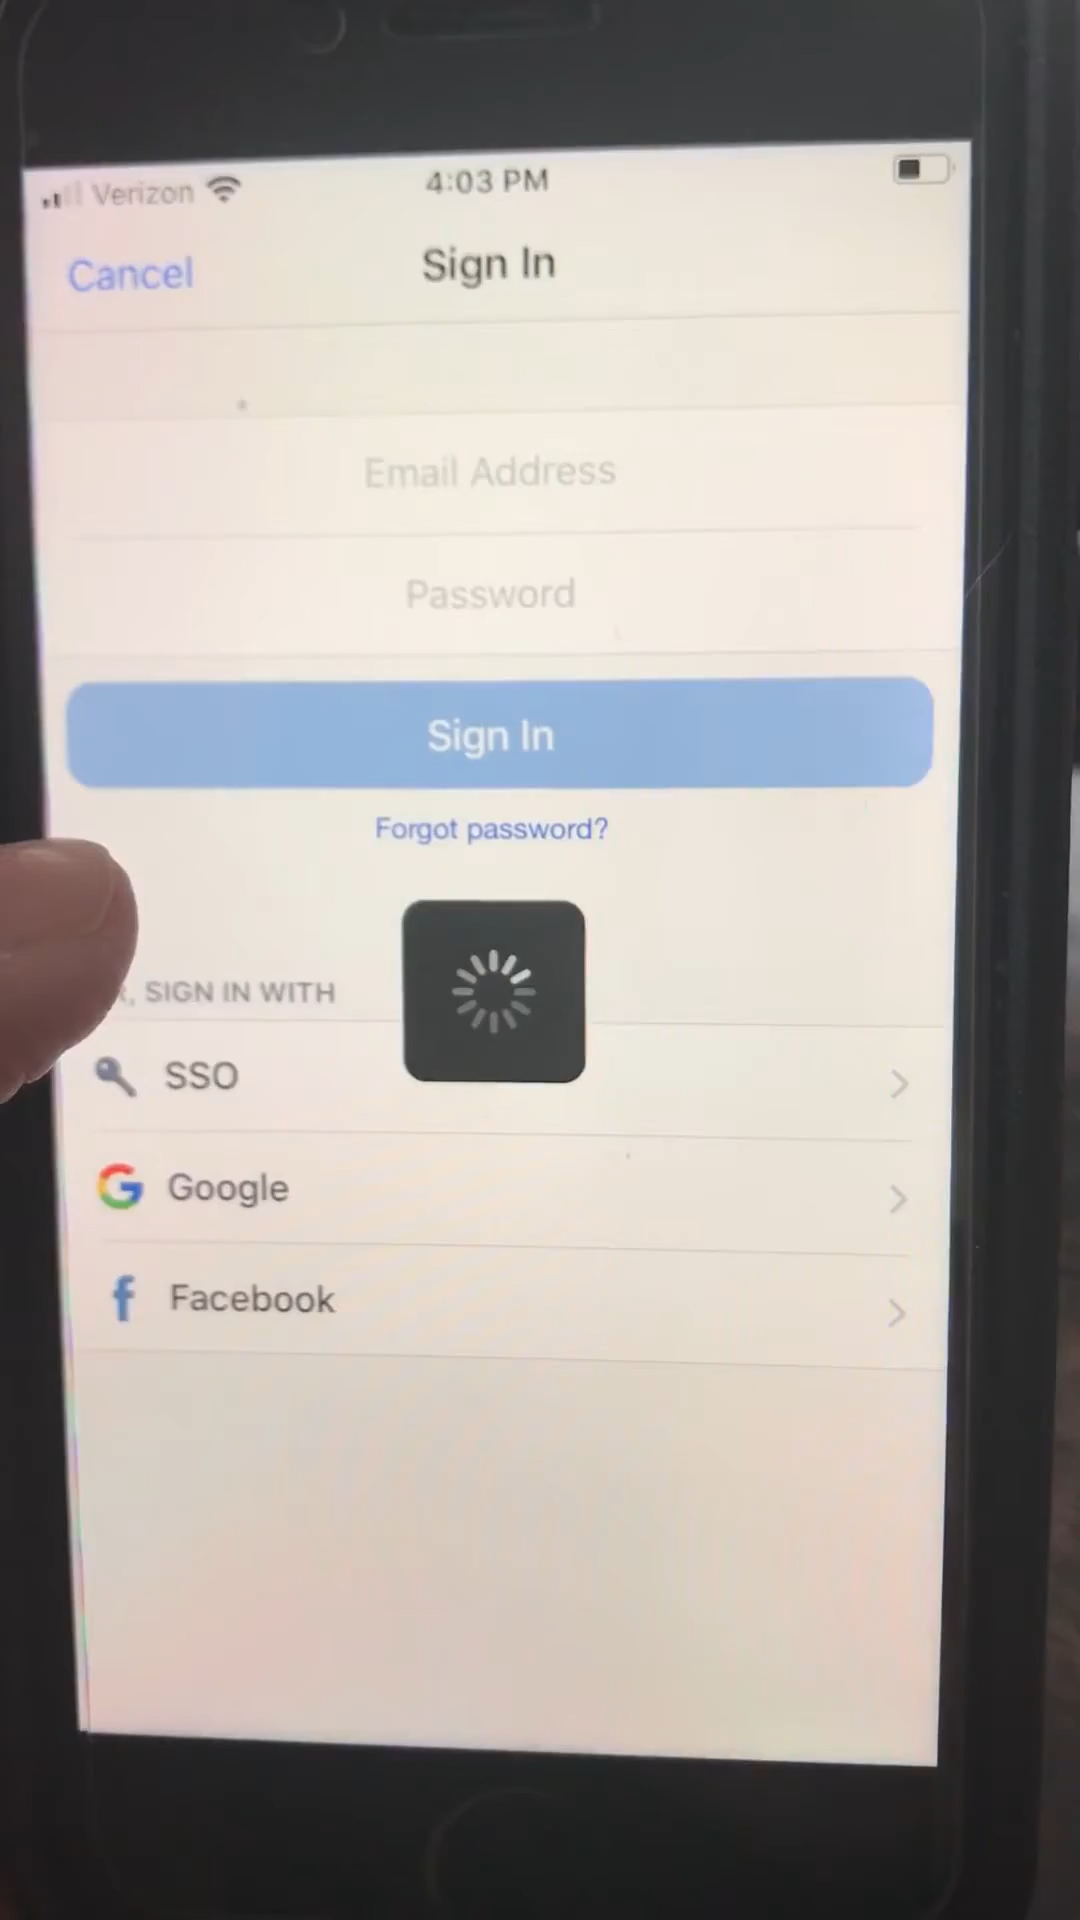 Verizon 4:03 PM
Cancel Sign In
Email Address
Password
Sign In
Forgot password?
SIGN IN WITH
SSO
Google
Facebook